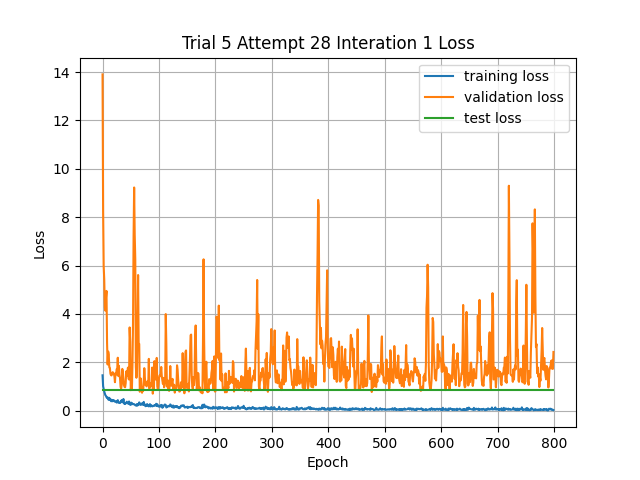 Trial 5 Attempt 28 Interation 1 Loss
training loss
validation loss
test loss
14
12
10
8
6
4
2
0
Loss
0 100 200 300 400 500 600 700 800
Epoch